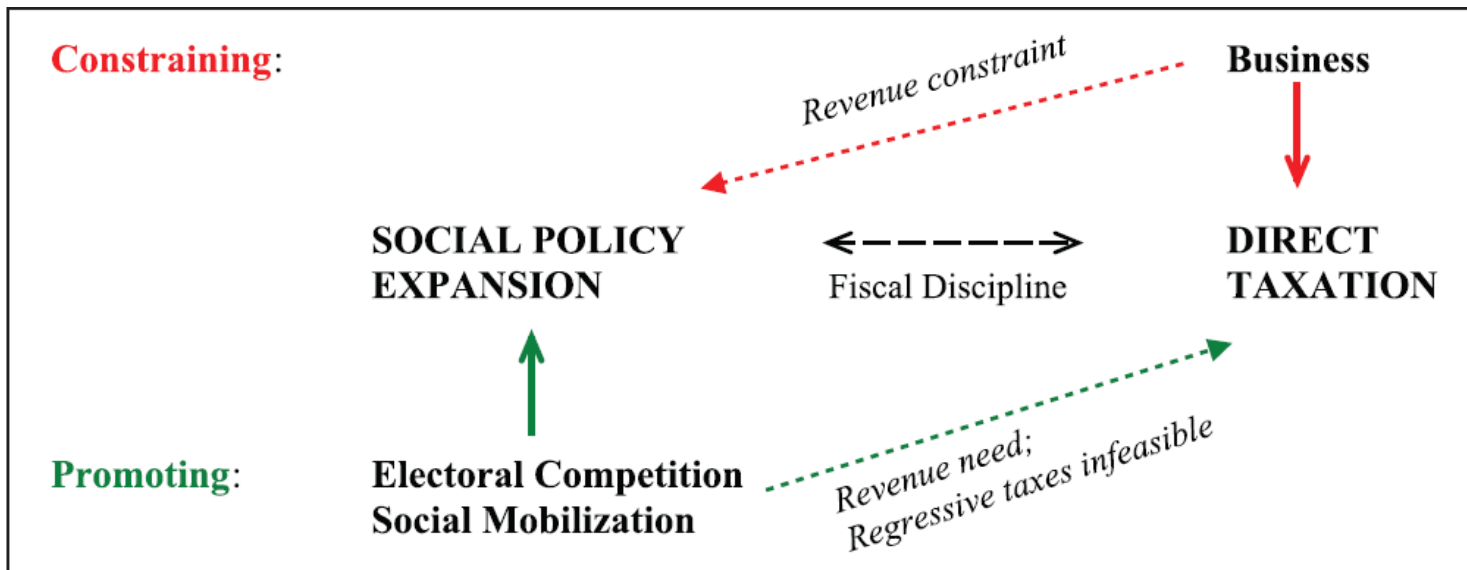 Constraining:
Revenue constraint
Business
SOCIAL POLICY
EXPANSION
Fiscal Discipline
DIRECT
TAXATION
Promoting:
Electoral Competition
Social Mobilization
Revenue need;
Regressive taxes infeasible